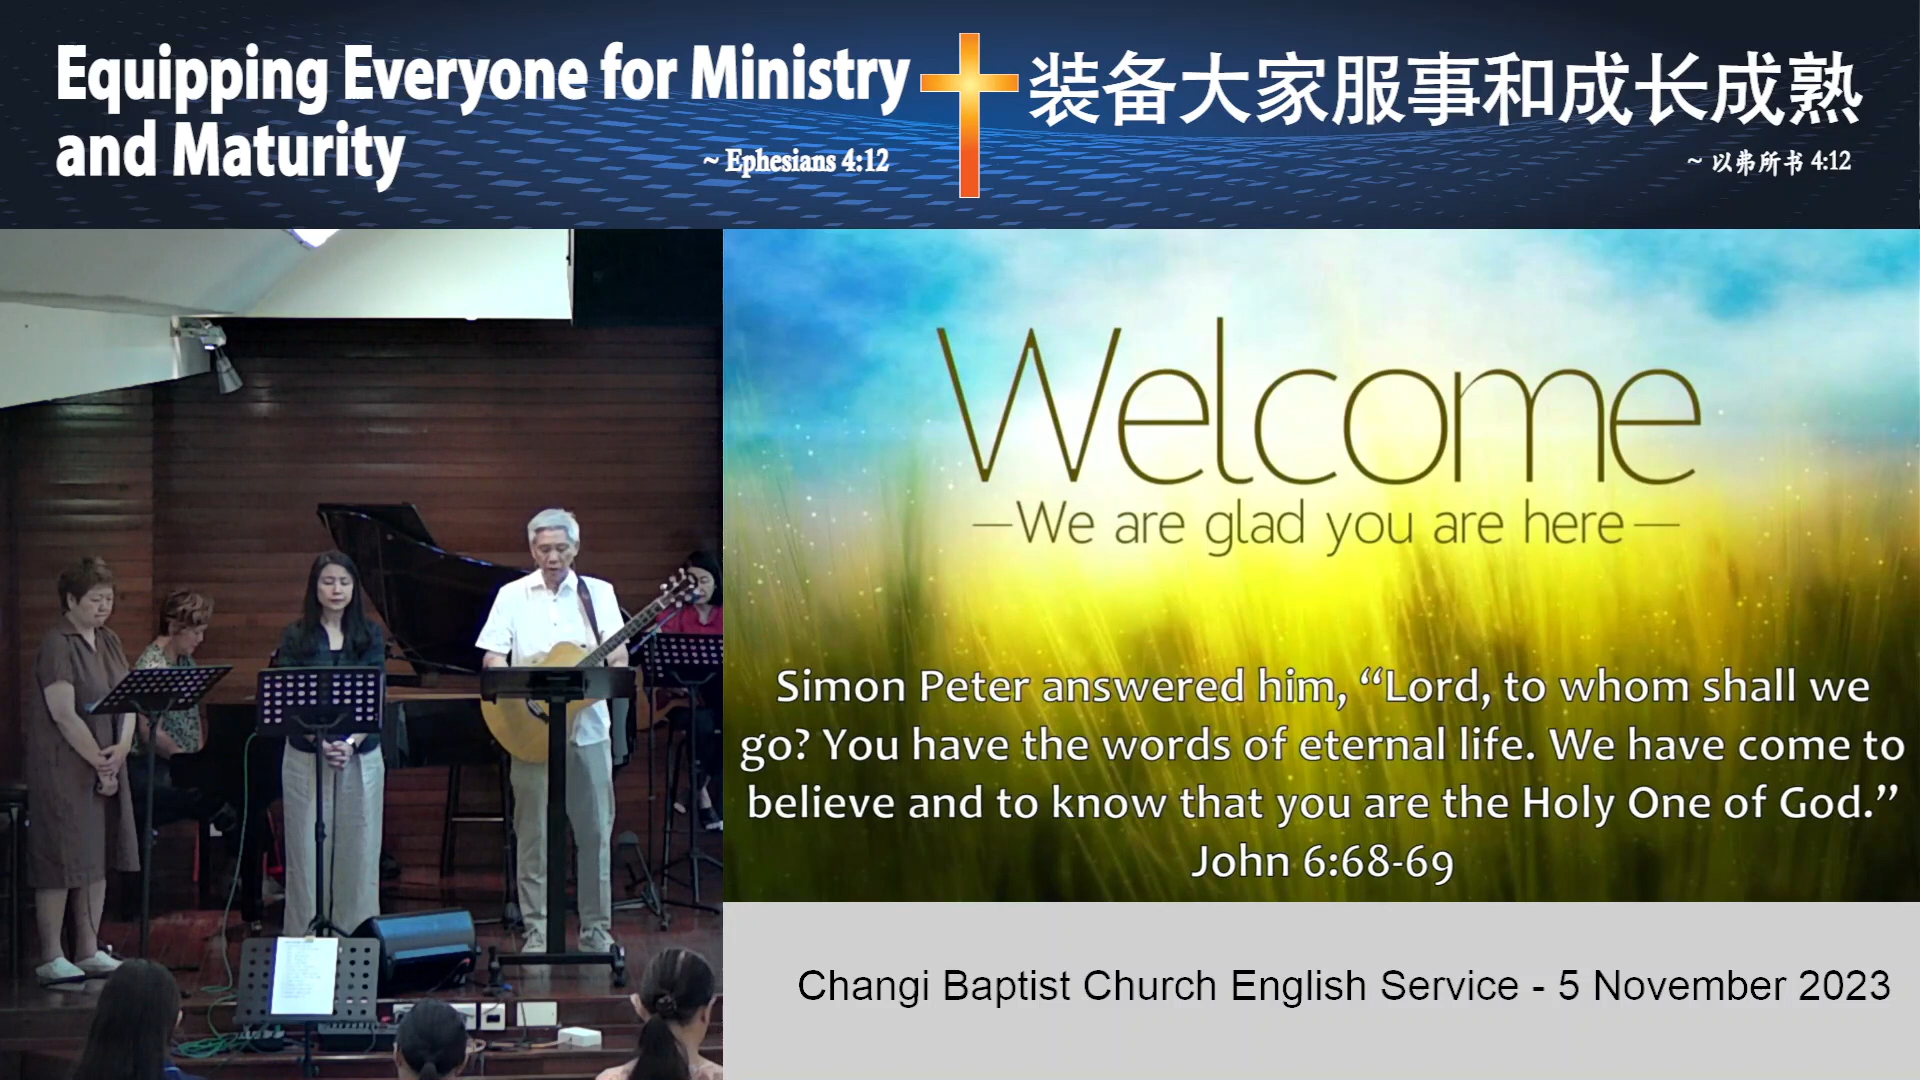 Equipping Everyone for Ministry
and Maturity
~ Ephesians 4:12
装备大家服事和成长成熟
~ 以弗所书 4:12
Welcome
—We are glad you are here—
Simon Peter answered him, “Lord, to whom shall we
go? You have the words of eternal life. We have come to
believe and to know that you are the Holy One of God.”
John 6:68-69
Changi Baptist Church English Service - 5 November 2023